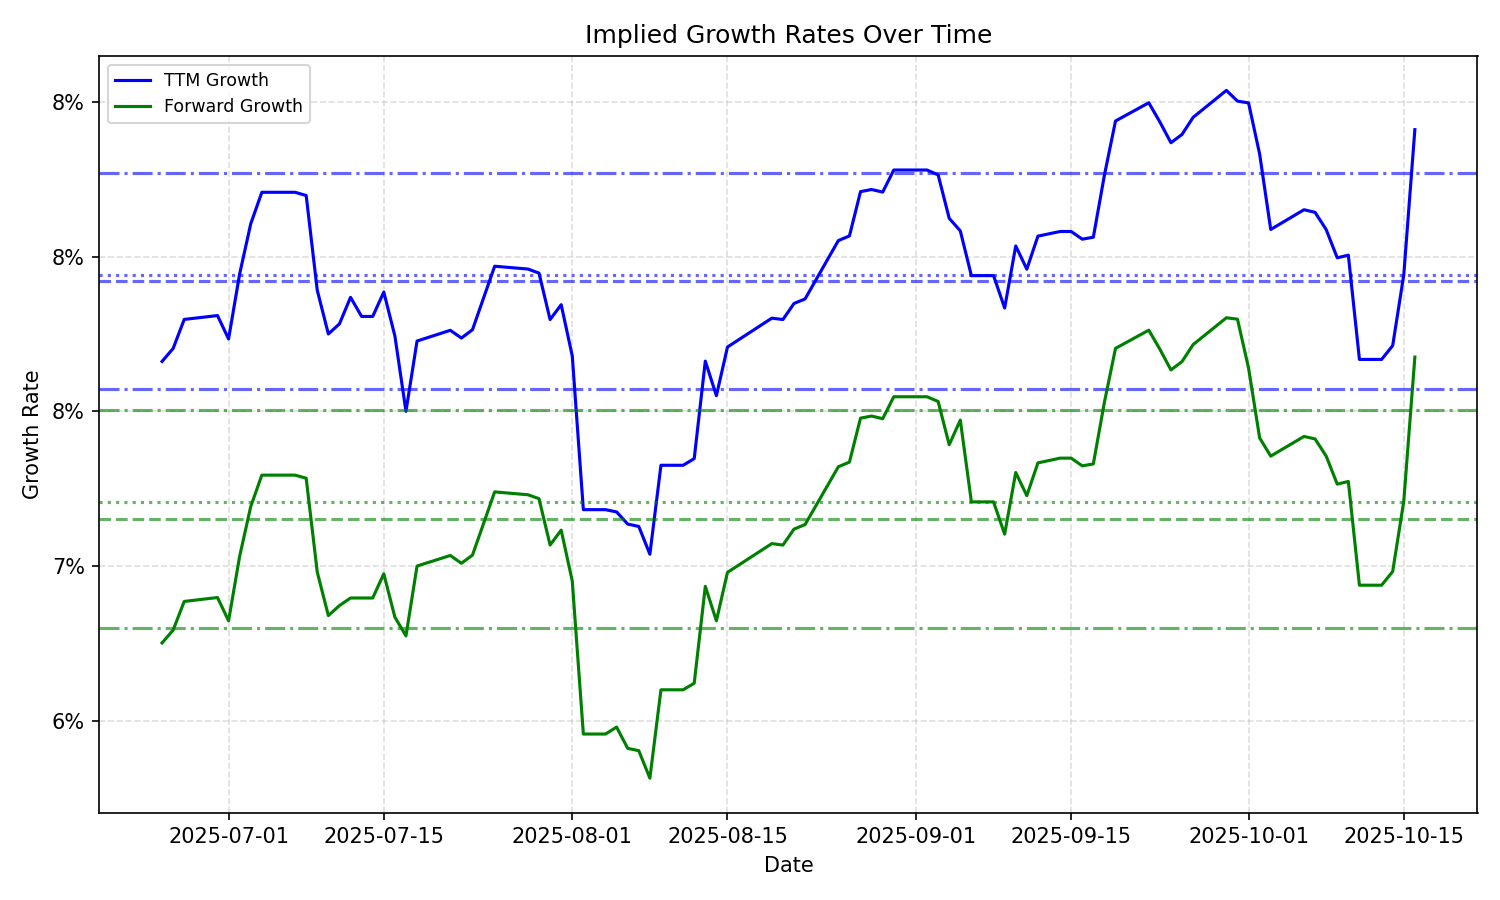 Implied Growth Rates Over Time
TTM Growth
Forward Growth
8%
8%
8%
7%
6%
Growth Rate
2025-07-01
2025-07-15
2025-08-01
2025-08-15
2025-09-01
2025-09-15
2025-10-01
2025-10-15
Date